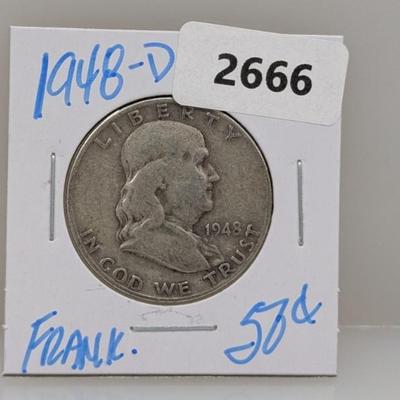 1948-D
2666
LIBERTY
1948
IN GOD WE TRUST
FRANK.
50¢